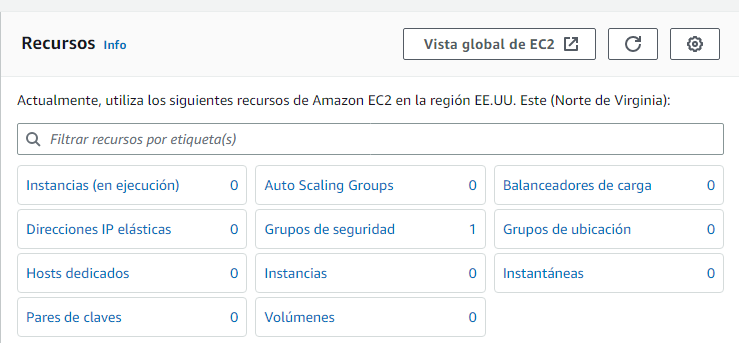 Recursos Info
Vista global de EC2
Actualmente, utiliza los siguientes recursos de Amazon EC2 en la región EE.UU. Este (Norte de Virginia):
Filtrar recursos por etiqueta(s)
Instancias (en ejecución) 0
Auto Scaling Groups 0
Balanceadores de carga 0
Direcciones IP elásticas 0
Grupos de seguridad 1
Grupos de ubicación 0
Hosts dedicados 0
Instancias 0
Instantáneas 0
Pares de claves 0
Volúmenes 0